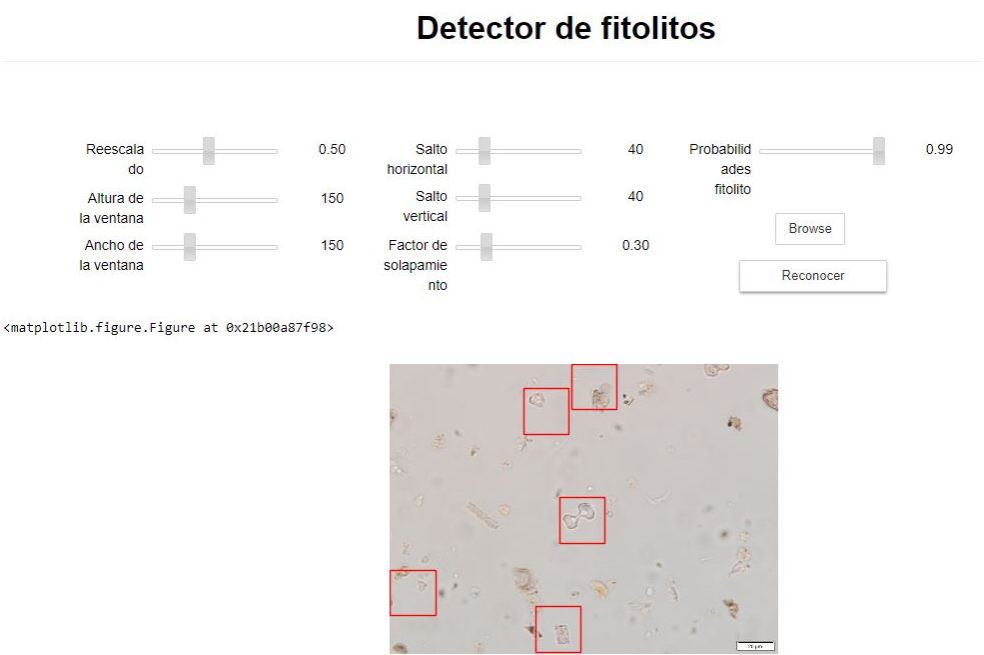 Detector de fitolitos
Reescala
do
0.50
Altura de
la ventana
150
Ancho de
la ventana
150
Salto
horizontal
40
Salto
vertical
40
Factor de
solapamie
nto
0.30
Probabilid
ades
fitolito
0.99
Browse
Reconocer
<matplotlib.figure.Figure at 0x21b00a87f98>